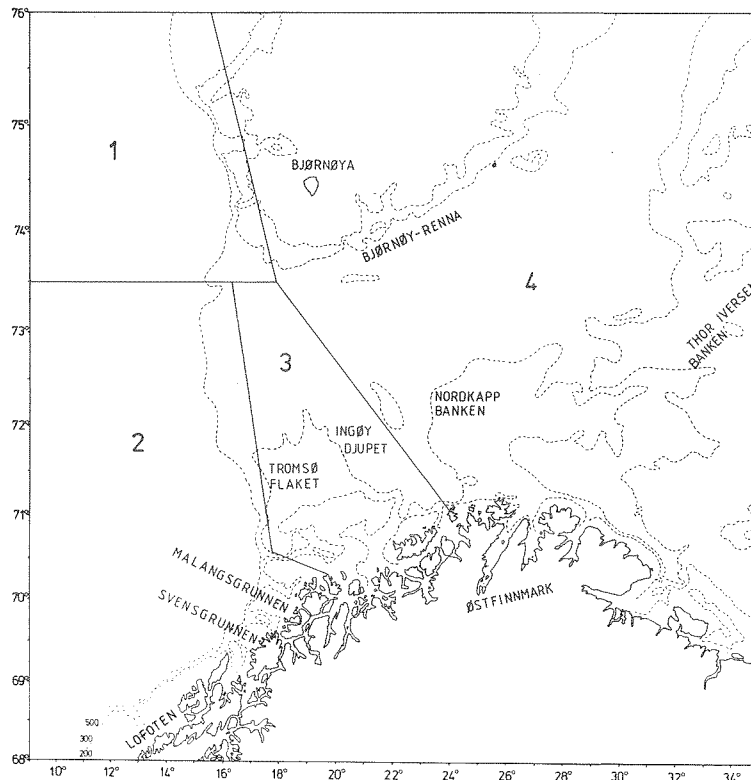 76°
75°
1
BJØRNØYA
74°
BJØRNØY-RENNA
4
73°
THOR IVERSEN
BANKEN
3
NORDKAPP
BANKEN
72°
2
INGØY
DJUPET
TROMSØ
FLAKET
71°
MALANGSGRUNNEN
70°
SVENSGRUNNEN
ØSTFINNMARK
69°
LOFOTEN
500
300
200
68°
10° 12° 14° 16° 18° 20° 22° 24° 26° 28° 30° 32° 34°